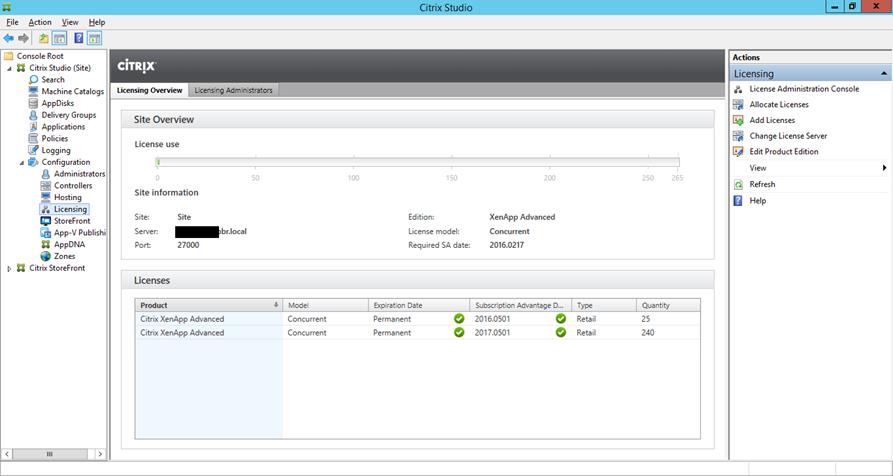 Citrix Studio
File Action View Help
Console Root
Citrix Studio (Site)
Search
Machine Catalogs
AppDisks
Delivery Groups
Applications
Policies
Logging
Configuration
Administrators
Controllers
Hosting
Licensing
StoreFront
App-V Publishi
AppDNA
Zones
Citrix StoreFront
CITRIX
Licensing Overview Licensing Administrators
Site Overview
License use
0 50 100 150 200 250 265
Site information
Site: Site Edition: XenApp Advanced
Server: br.local License model: Concurrent
Port: 27000 Required SA date: 2016.0217
Licenses
Product Model Expiration Date Subscription Advantage D... Type Quantity
Citrix XenApp Advanced Concurrent Permanent 2016.0501 Retail 25
Citrix XenApp Advanced Concurrent Permanent 2017.0501 Retail 240
Actions
Licensing
License Administration Console
Allocate Licenses
Add Licenses
Change License Server
Edit Product Edition
View
Refresh
Help